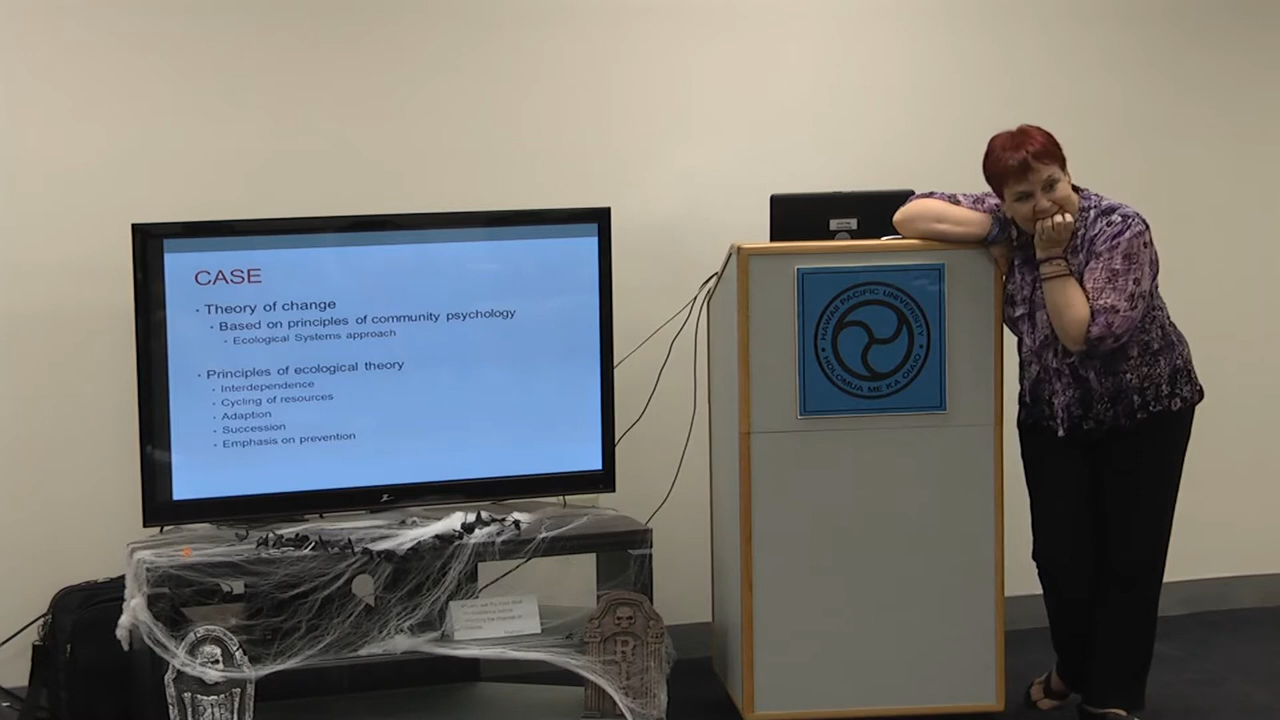 CASE
Theory of change
Based on principles of community psychology
Ecological Systems approach
Principles of ecological theory
Interdependence
Cycling of resources
Adaption
Succession
Emphasis on prevention
HAWAII PACIFIC UNIVERSITY
HOLOMUA ME KA OIAIO
RIP
R